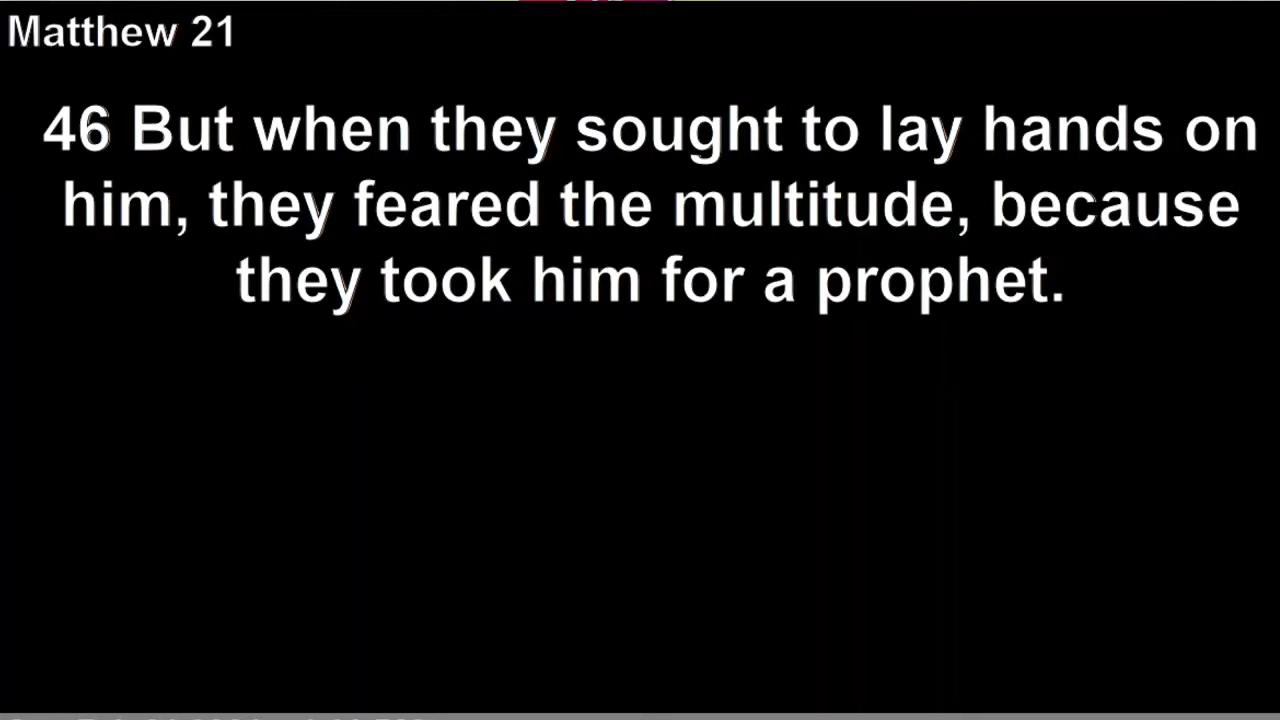 Matthew 21
46 But when they sought to lay hands on
him, they feared the multitude, because
they took him for a prophet.